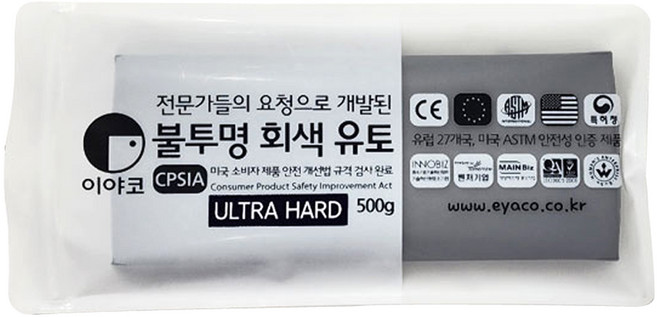 전문가들의 요청으로 개발된
불투명 회색 유토
이야코
CPSIA 미국 소비자 제품 안전 개선법 규격 검사 완료
Consumer Product Safety Improvement Act
ULTRA HARD 500g
CE ASTM INTERNATIONAL 특허청
유럽 27개국, 미국 ASTM 안전성 인증 제품
INNOBIZ 벤처기업 MAIN Biz
www.eyaco.co.kr